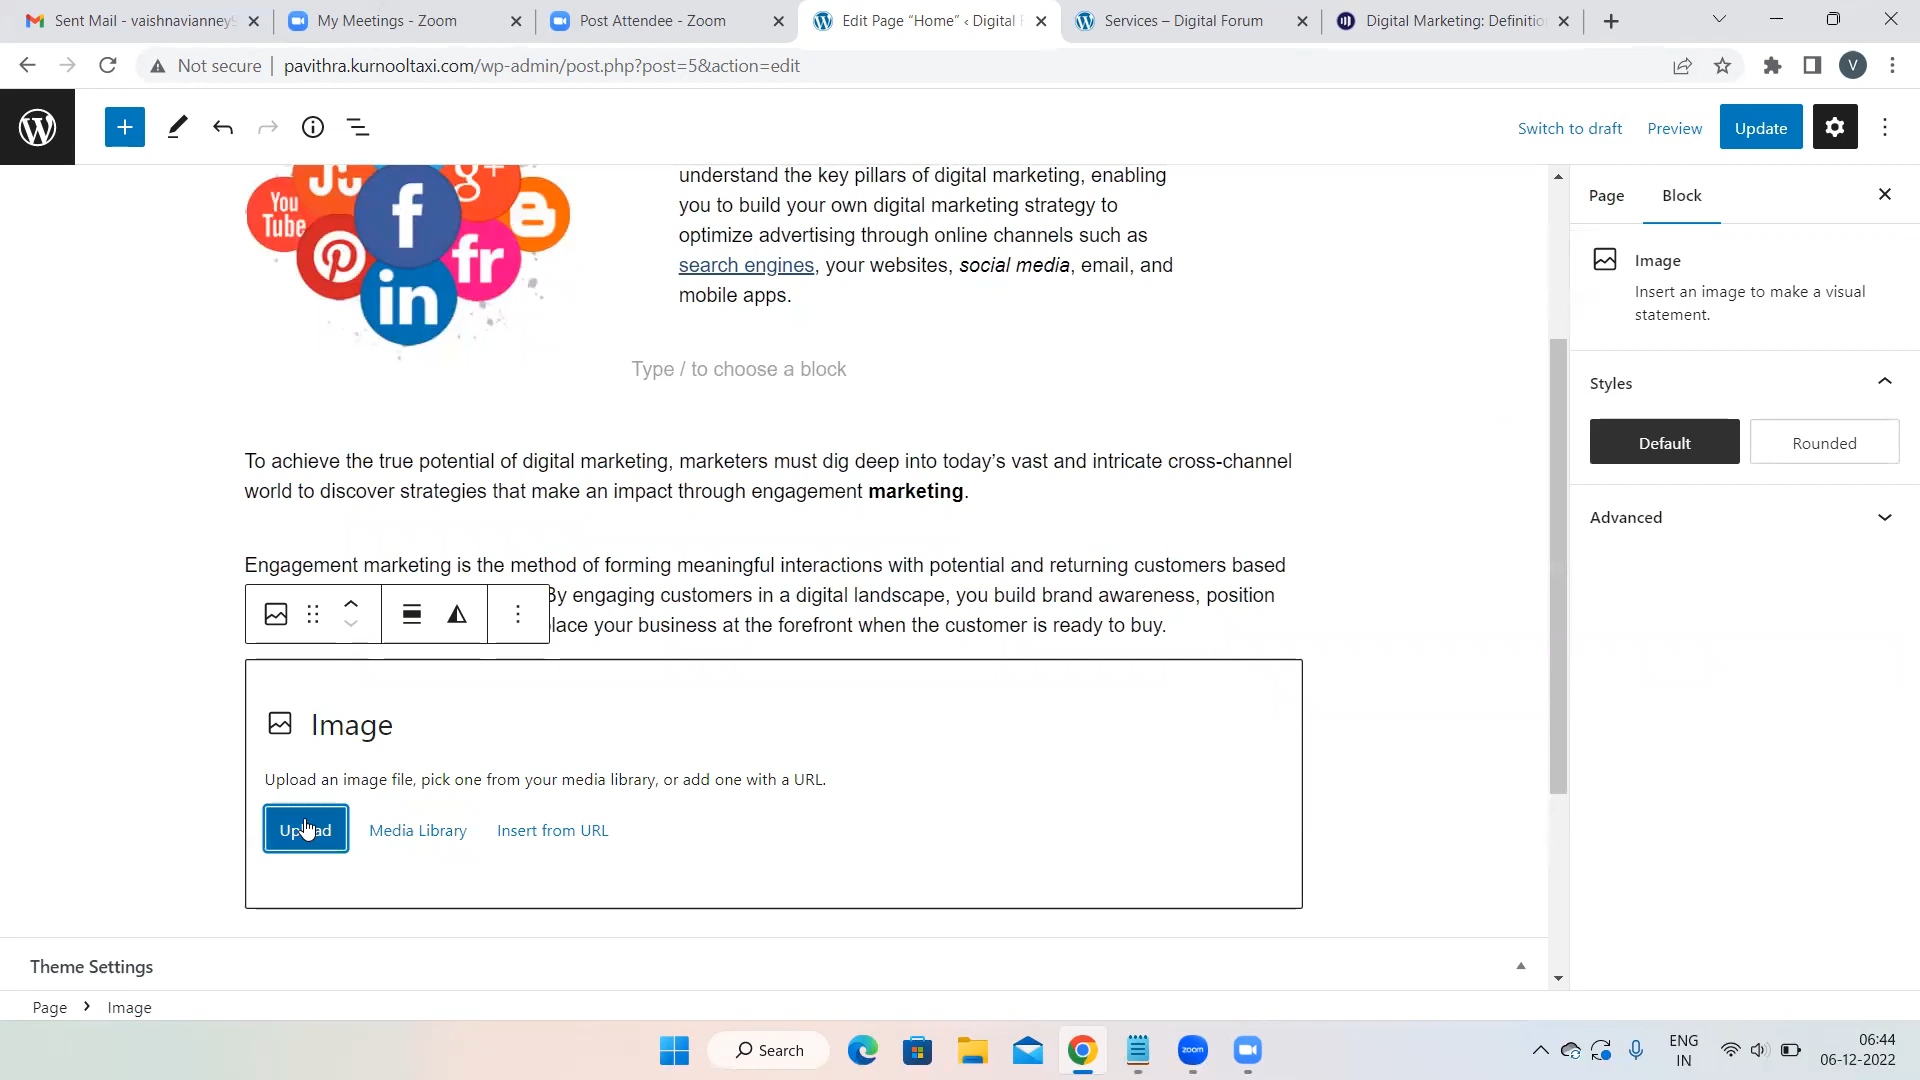 Sent Mail - vaishnavianney9
My Meetings - Zoom
Post Attendee - Zoom
Edit Page “Home” ‹ Digital F
Services – Digital Forum
Digital Marketing: Definitio
Not secure
pavithra.kurnooltaxi.com/wp-admin/post.php?post=5&action=edit
V
Switch to draft
Preview
Update
You
Tube
f
g+
B
fr
in
understand the key pillars of digital marketing, enabling
you to build your own digital marketing strategy to
optimize advertising through online channels such as
search engines, your websites, social media, email, and
mobile apps.
Type / to choose a block
To achieve the true potential of digital marketing, marketers must dig deep into today’s vast and intricate cross-channel
world to discover strategies that make an impact through engagement marketing.
Engagement marketing is the method of forming meaningful interactions with potential and returning customers based
By engaging customers in a digital landscape, you build brand awareness, position
lace your business at the forefront when the customer is ready to buy.
Image
Upload an image file, pick one from your media library, or add one with a URL.
Upload
Media Library
Insert from URL
Page
Block
Image
Insert an image to make a visual
statement.
Styles
Default
Rounded
Advanced
Theme Settings
Page
Image
Search
zoom
ENG
IN
06:44
06-12-2022